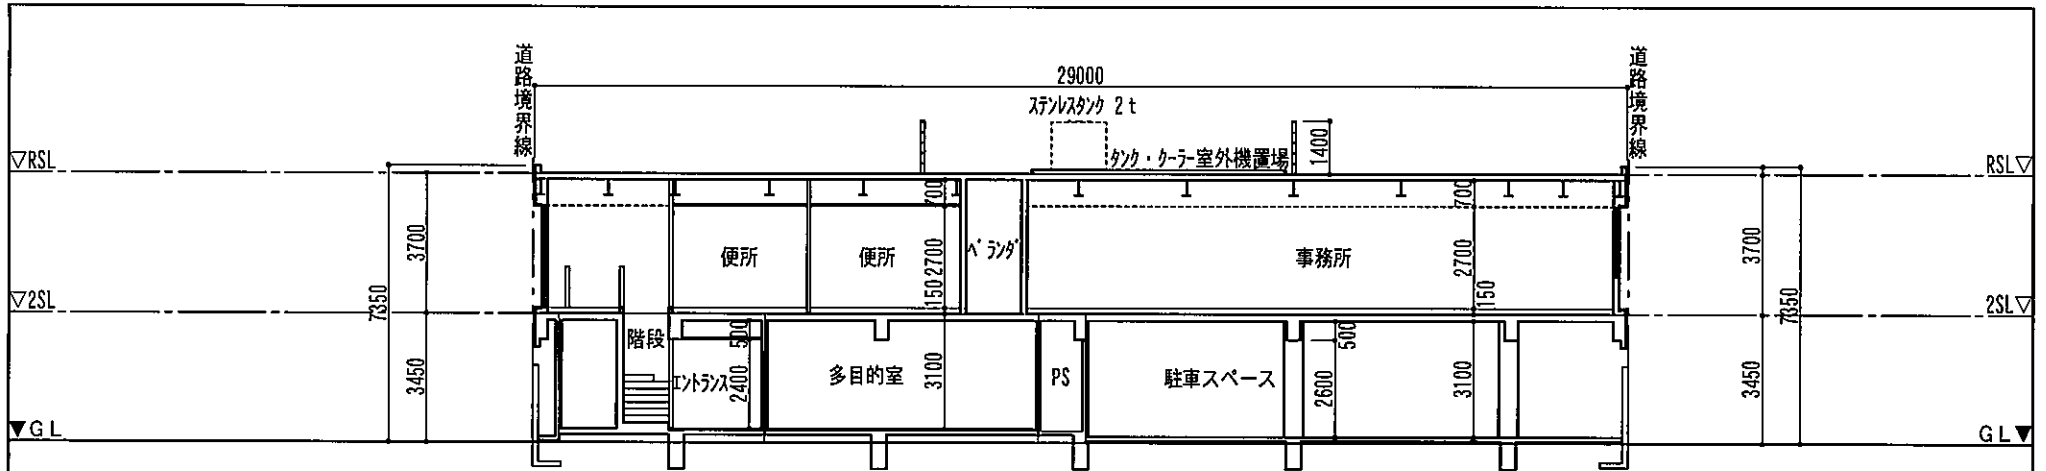 道路境界線
29000
道路境界線
ステンレスタンク 2t
1400
タンク・クーラー室外機置場
▽RSL
RSL▽
700
700
3700
便所
便所
2700
ベランダ
事務所
2700
3700
7350
150
150
7350
▽2SL
2SL▽
階段
500
500
3450
エントランス
2400
多目的室
3100
PS
駐車スペース
2600
3100
3450
▼GL
GL▼